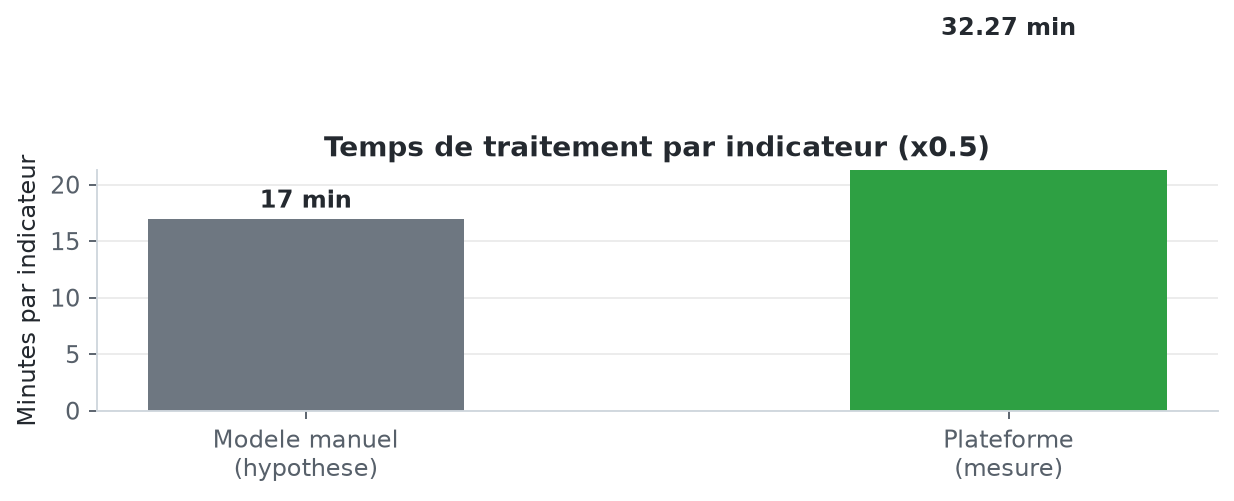 32.27 min
Temps de traitement par indicateur (x0.5)
Minutes par indicateur
20
17 min
15
10
5
0
Modele manuel
(hypothese)
Plateforme
(mesure)